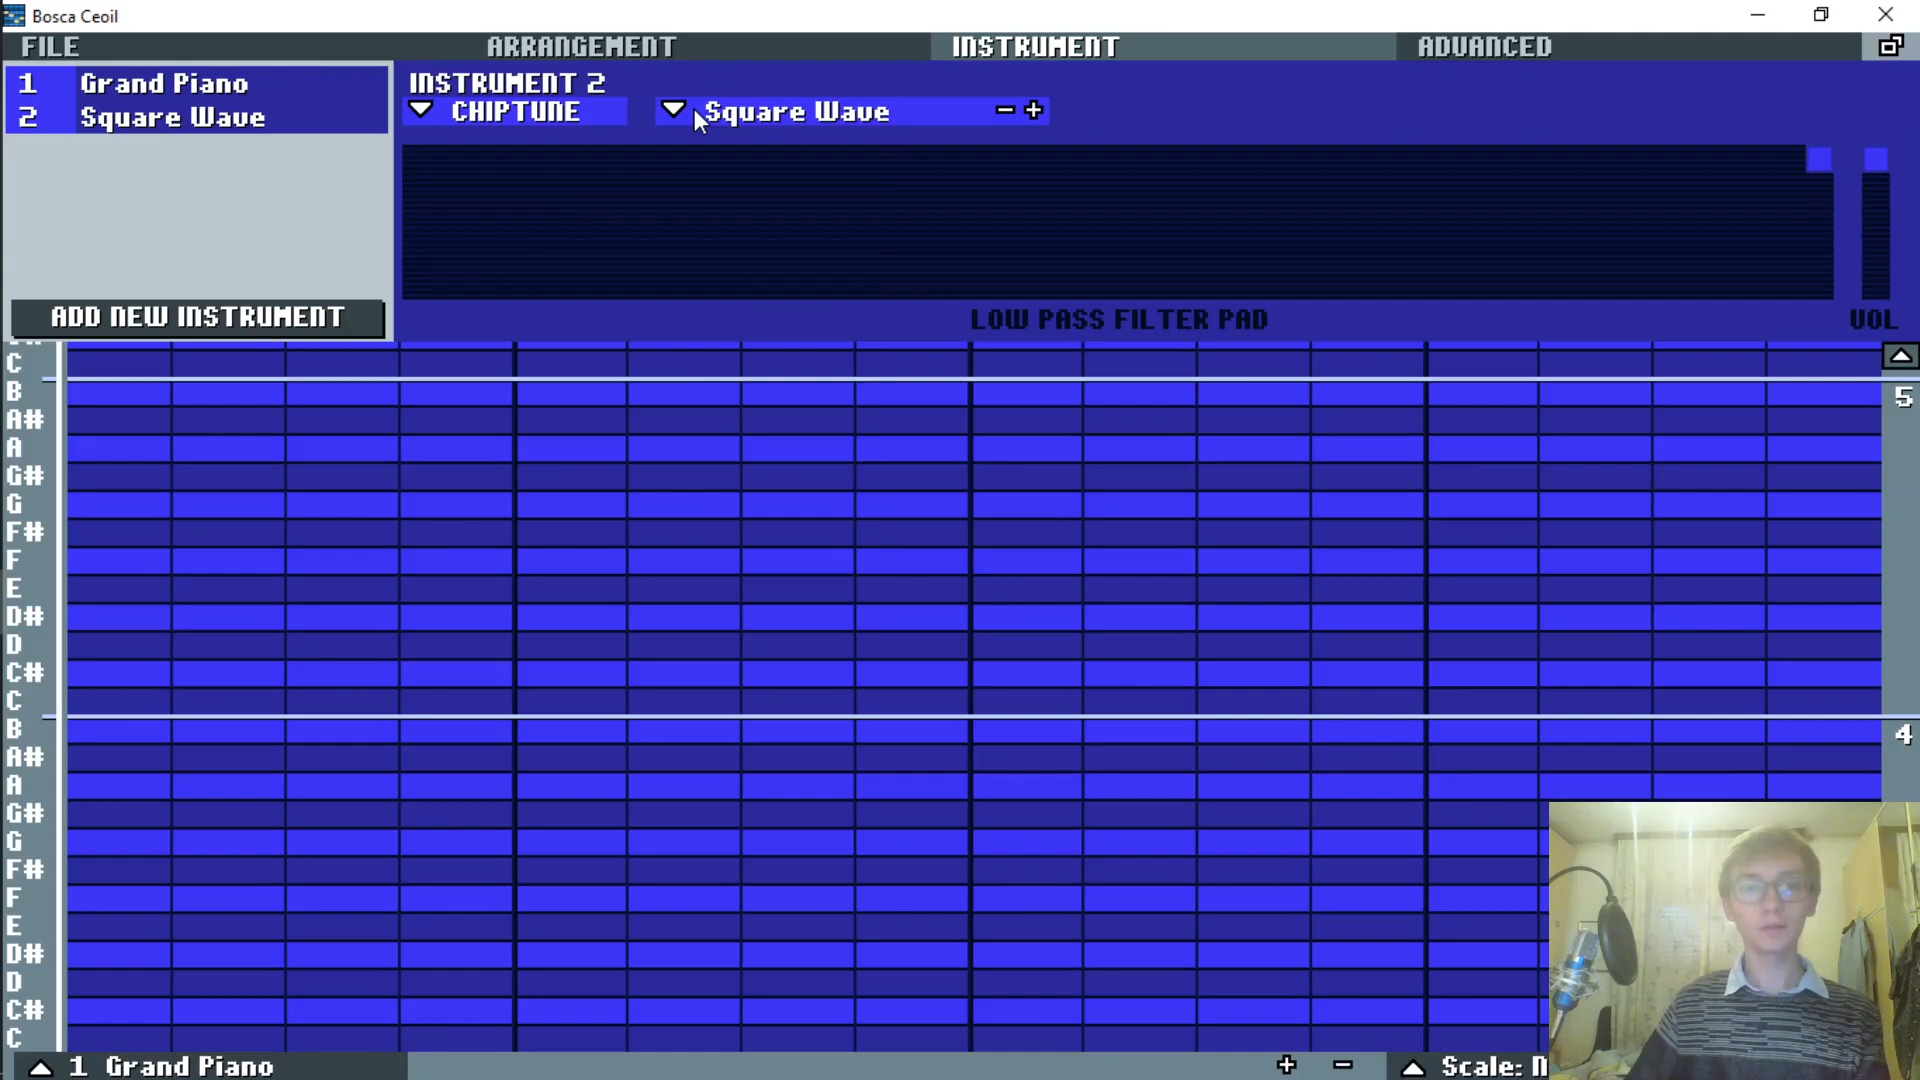 Bosca Ceoil
FILE
ARRANGEMENT
INSTRUMENT
ADVANCED
1 Grand Piano
2 Square Wave
ADD NEW INSTRUMENT
INSTRUMENT 2
CHIPTUNE
Square Wave
- +
LOW PASS FILTER PAD
VOL
C
B
5
A#
A
G#
G
F#
F
E
D#
D
C#
C
B
4
A#
A
G#
G
F#
F
E
D#
D
C#
C
1 Grand Piano
+ -
Scale: N